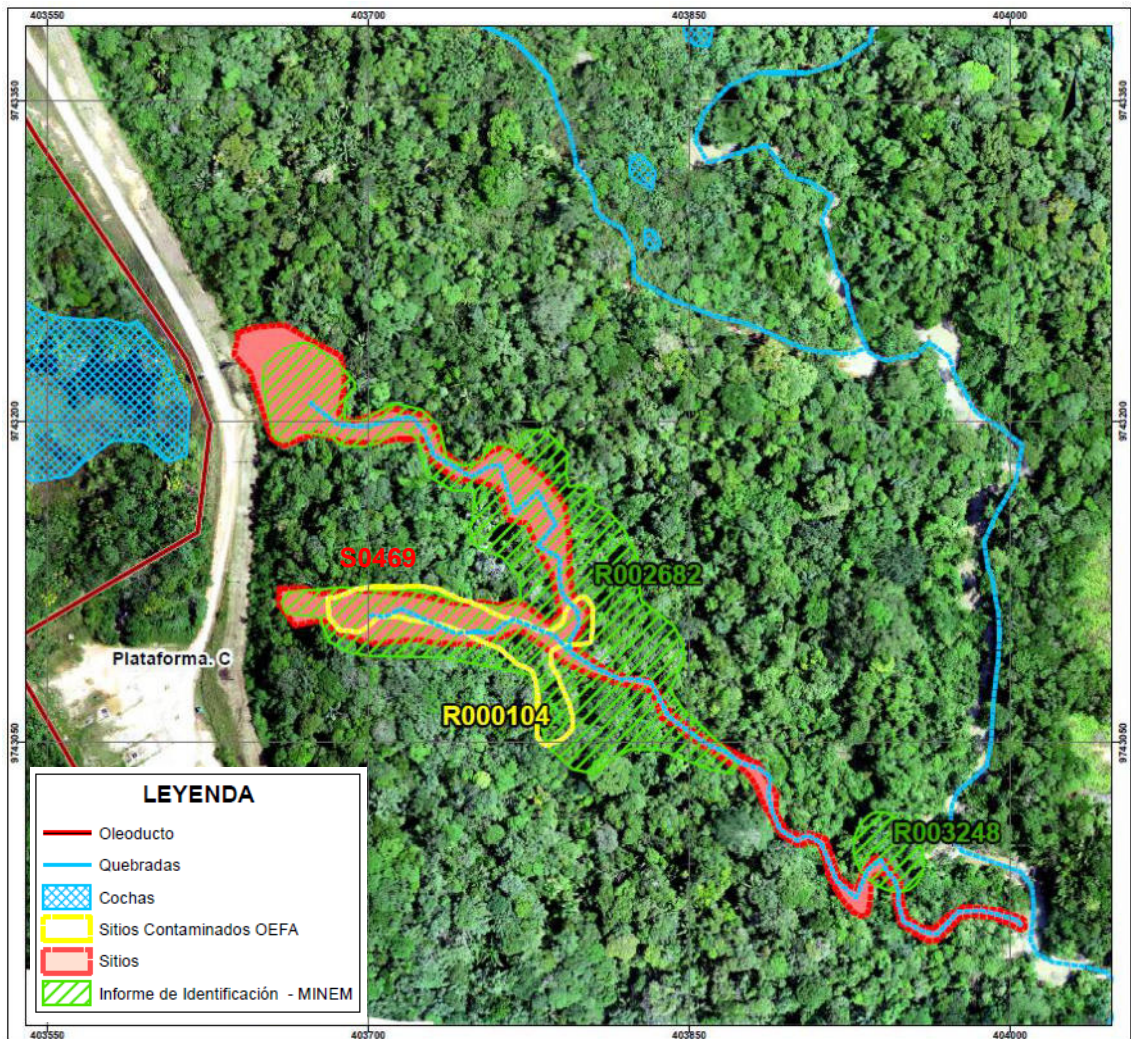 403550 403700 403850 404000
9743350 9743350
9743200 9743200
S0469
R002682
Plataforma. C
R000104
9743050 9743050
R003248
LEYENDA
Oleoducto
Quebradas
Cochas
Sitios Contaminados OEFA
Sitios
Informe de Identificación - MINEM
403550 403700 403850 404000